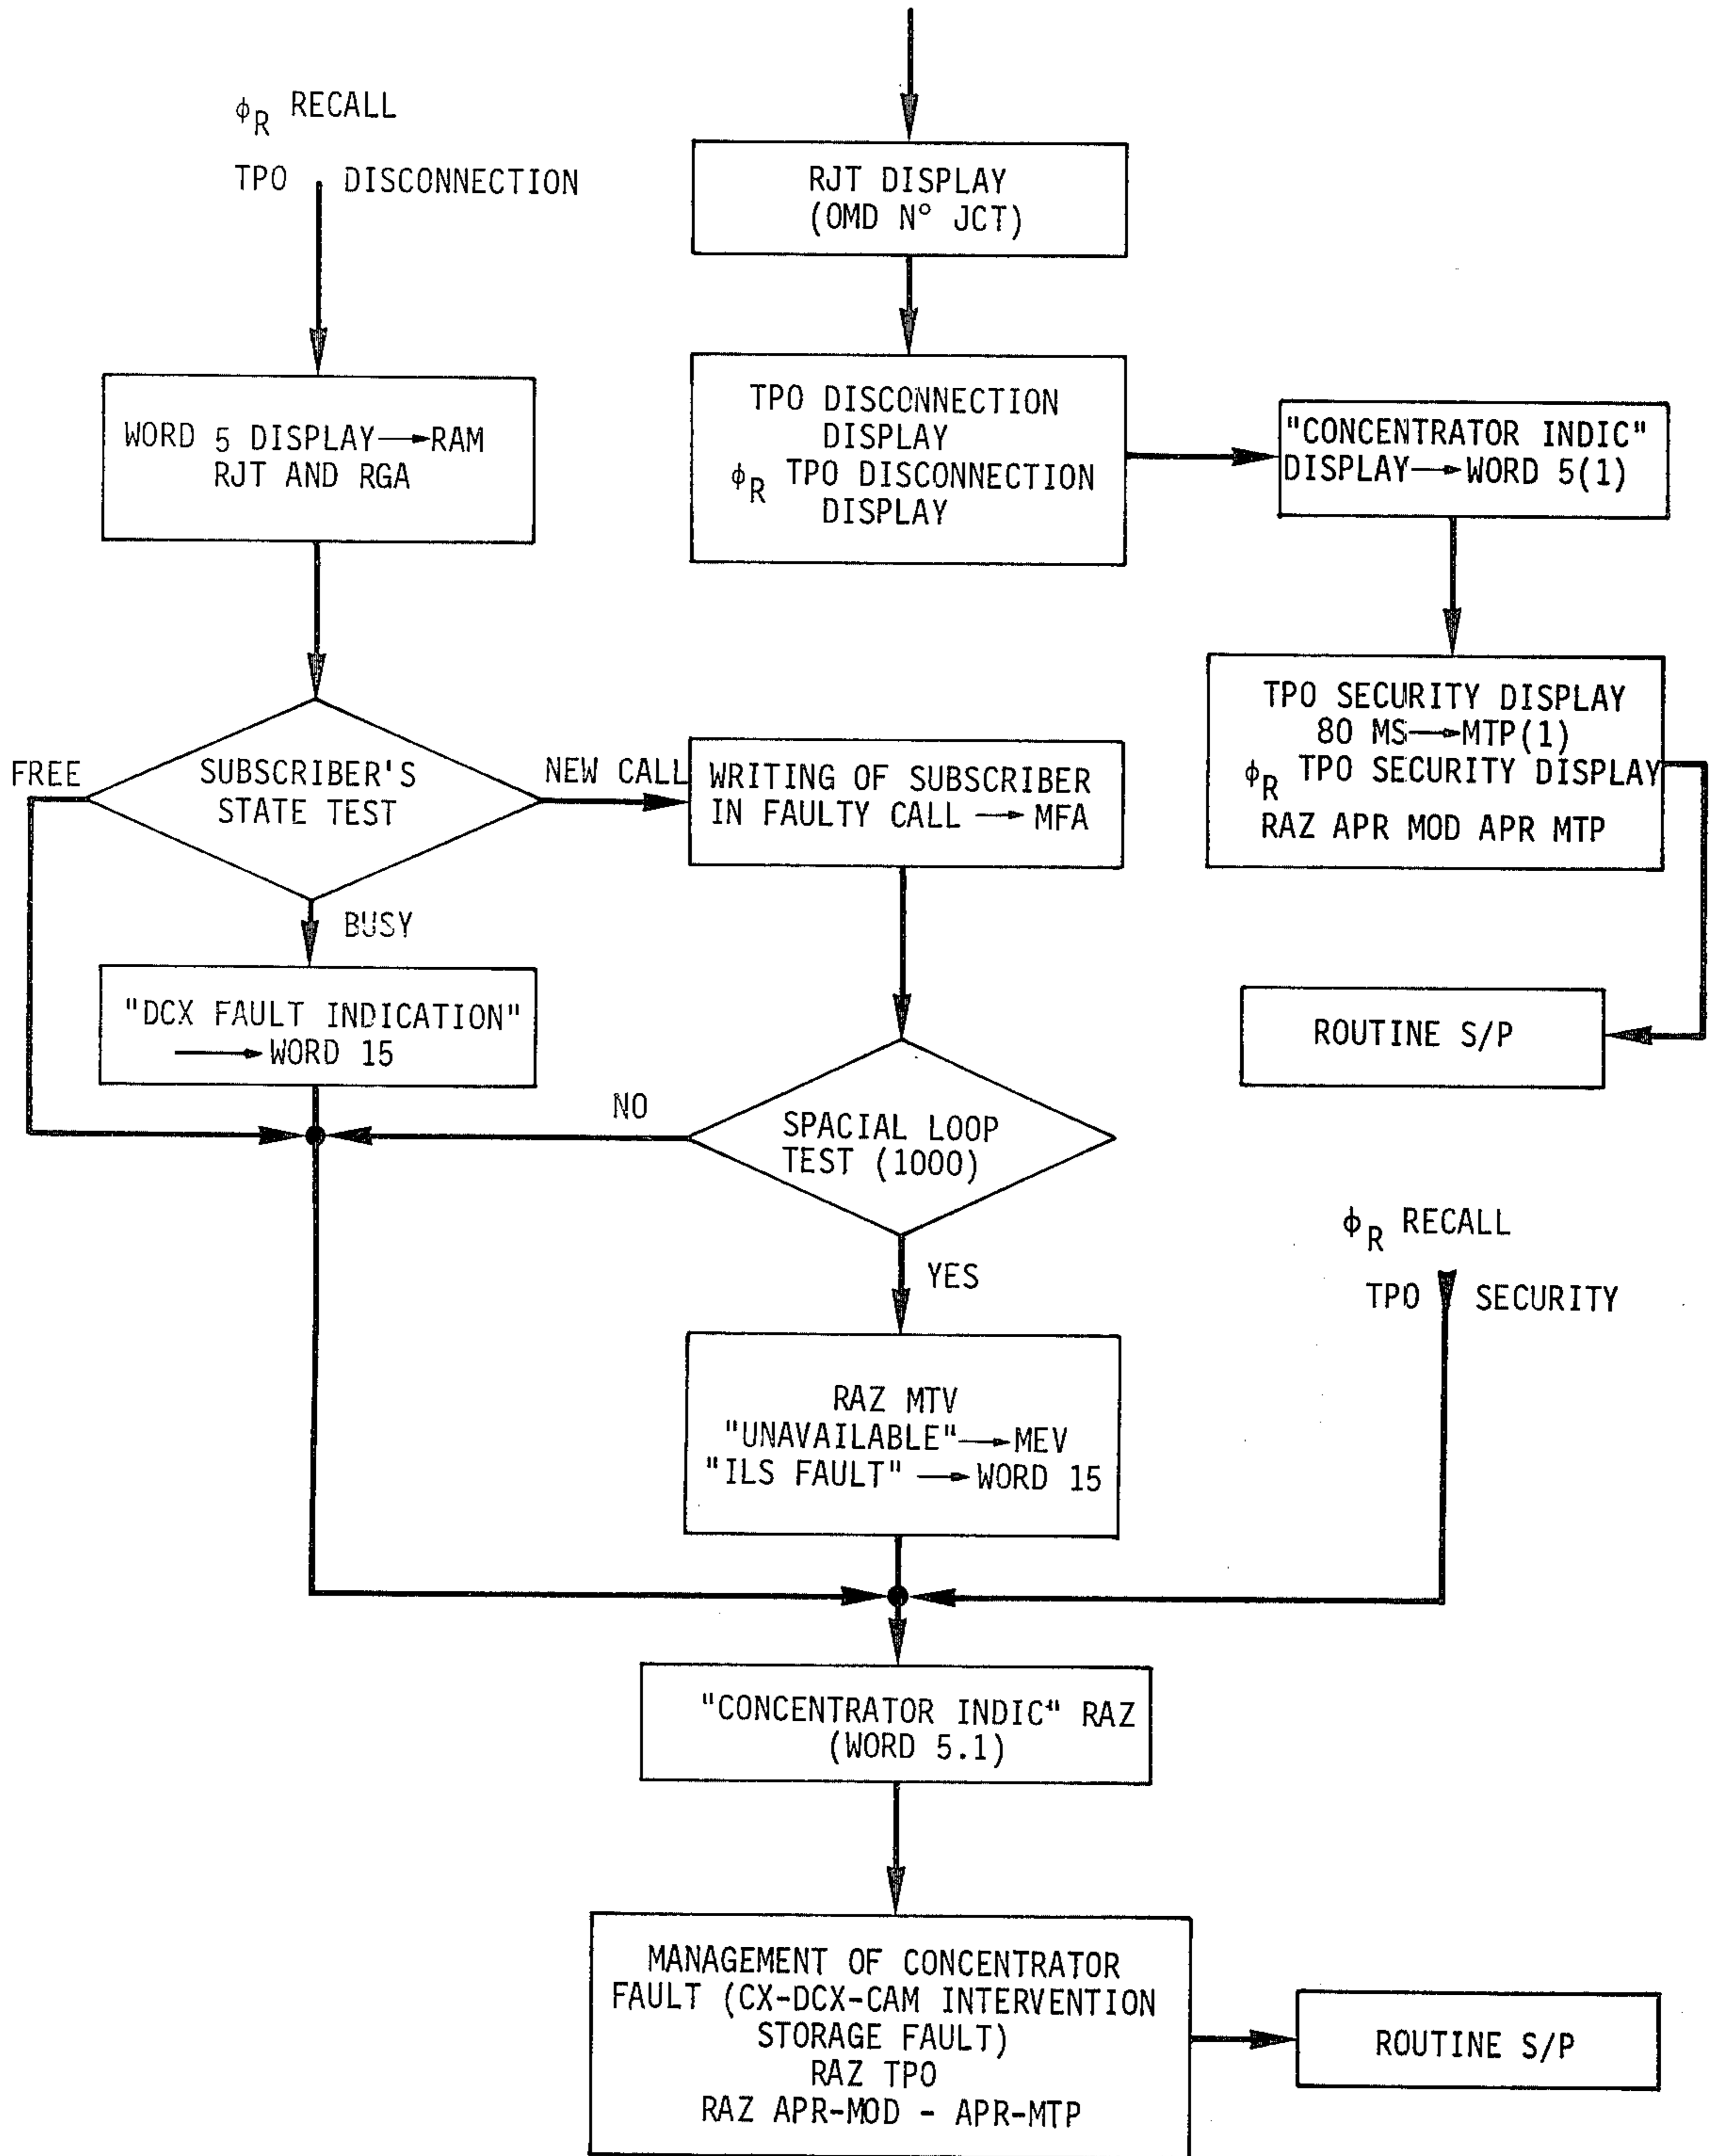 φR RECALL
TPO DISCONNECTION
RJT DISPLAY
(OMD N° JCT)
WORD 5 DISPLAY→RAM
RJT AND RGA
TPO DISCONNECTION
DISPLAY
φR TPO DISCONNECTION
DISPLAY
"CONCENTRATOR INDIC"
DISPLAY→WORD 5(1)
TPO SECURITY DISPLAY
80 MS→MTP(1)
φR TPO SECURITY DISPLAY
RAZ APR MOD APR MTP
FREE
SUBSCRIBER'S
STATE TEST
NEW CALL
WRITING OF SUBSCRIBER
IN FAULTY CALL → MFA
BUSY
"DCX FAULT INDICATION"
→ WORD 15
ROUTINE S/P
NO
SPACIAL LOOP
TEST (1000)
YES
φR RECALL
TPO SECURITY
RAZ MTV
"UNAVAILABLE"→MEV
"ILS FAULT" → WORD 15
"CONCENTRATOR INDIC" RAZ
(WORD 5.1)
MANAGEMENT OF CONCENTRATOR
FAULT (CX-DCX-CAM INTERVENTION
STORAGE FAULT)
RAZ TPO
RAZ APR-MOD - APR-MTP
ROUTINE S/P